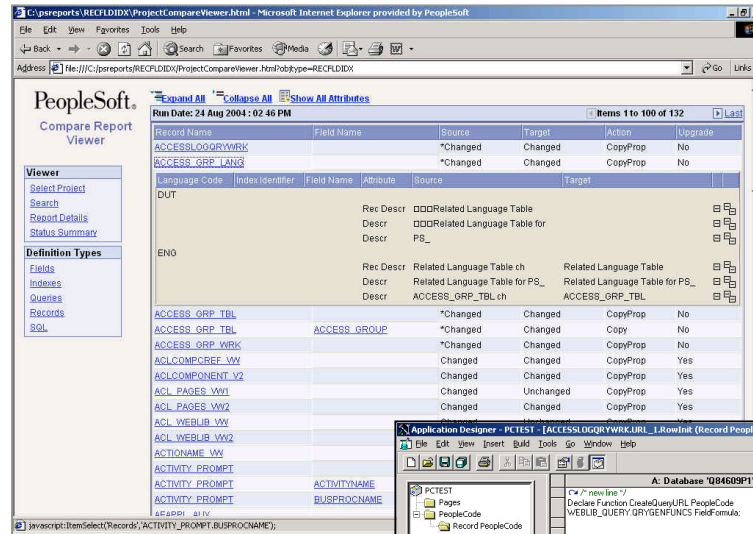 C:\psreports\RECFLDIDX\ProjectCompareViewer.html - Microsoft Internet Explorer provided by PeopleSoft
File Edit View Favorites Tools Help
Back Search Favorites Media
Address file:///C:/psreports/RECFLDIDX/ProjectCompareViewer.html?objtype=RECFLDIDX Go Links
PeopleSoft.
Compare Report
Viewer
Viewer
Select Project
Search
Report Details
Status Summary
Definition Types
Fields
Indexes
Queries
Records
SQL
Expand All Collapse All Show All Attributes
Run Date: 24 Aug 2004 : 02 46 PM Items 1 to 100 of 132 Last
Record Name Field Name Source Target Action Upgrade
ACCESSLOGQRYWRK *Changed Changed CopyProp No
ACCESS_GRP_LANG *Changed Changed CopyProp No
Language Code Index Identifier Field Name Attribute Source Target
DUT
Rec Descr □□□Related Language Table
Descr □□□Related Language Table for
Descr PS_
ENG
Rec Descr Related Language Table ch Related Language Table
Descr Related Language Table for PS_ Related Language Table for PS_
Descr ACCESS_GRP_TBL ch ACCESS_GRP_TBL
ACCESS_GRP_TBL *Changed Changed CopyProp No
ACCESS_GRP_TBL ACCESS_GROUP *Changed Changed Copy No
ACCESS_GRP_WRK *Changed Changed CopyProp No
ACLCOMPCREF_VW Changed Changed CopyProp Yes
ACLCOMPONENT_V2 Changed Changed CopyProp Yes
ACL_PAGES_VW1 Changed Unchanged CopyProp Yes
ACL_PAGES_VW2 Changed Changed CopyProp Yes
ACL_WEBLIB_VW
ACL_WEBLIB_VW2
ACTIONAME_VW
ACTIVITY_PROMPT
ACTIVITY_PROMPT ACTIVITYNAME
ACTIVITY_PROMPT BUSPROCNAME
javascript:ItemSelect('Records','ACTIVITY_PROMPT.BUSPROCNAME');
Application Designer - PCTEST - [ACCESSLOGQRYWRK.URL_1.RowInit (Record Peopl
File Edit View Insert Build Tools Go Window Help
PCTEST
Pages
PeopleCode
Record PeopleCode
A: Database 'Q84609P1'
/* new line */
Declare Function CreateQueryURL PeopleCode
WEBLIB_QUERY.QRYGENFUNCS FieldFormula;